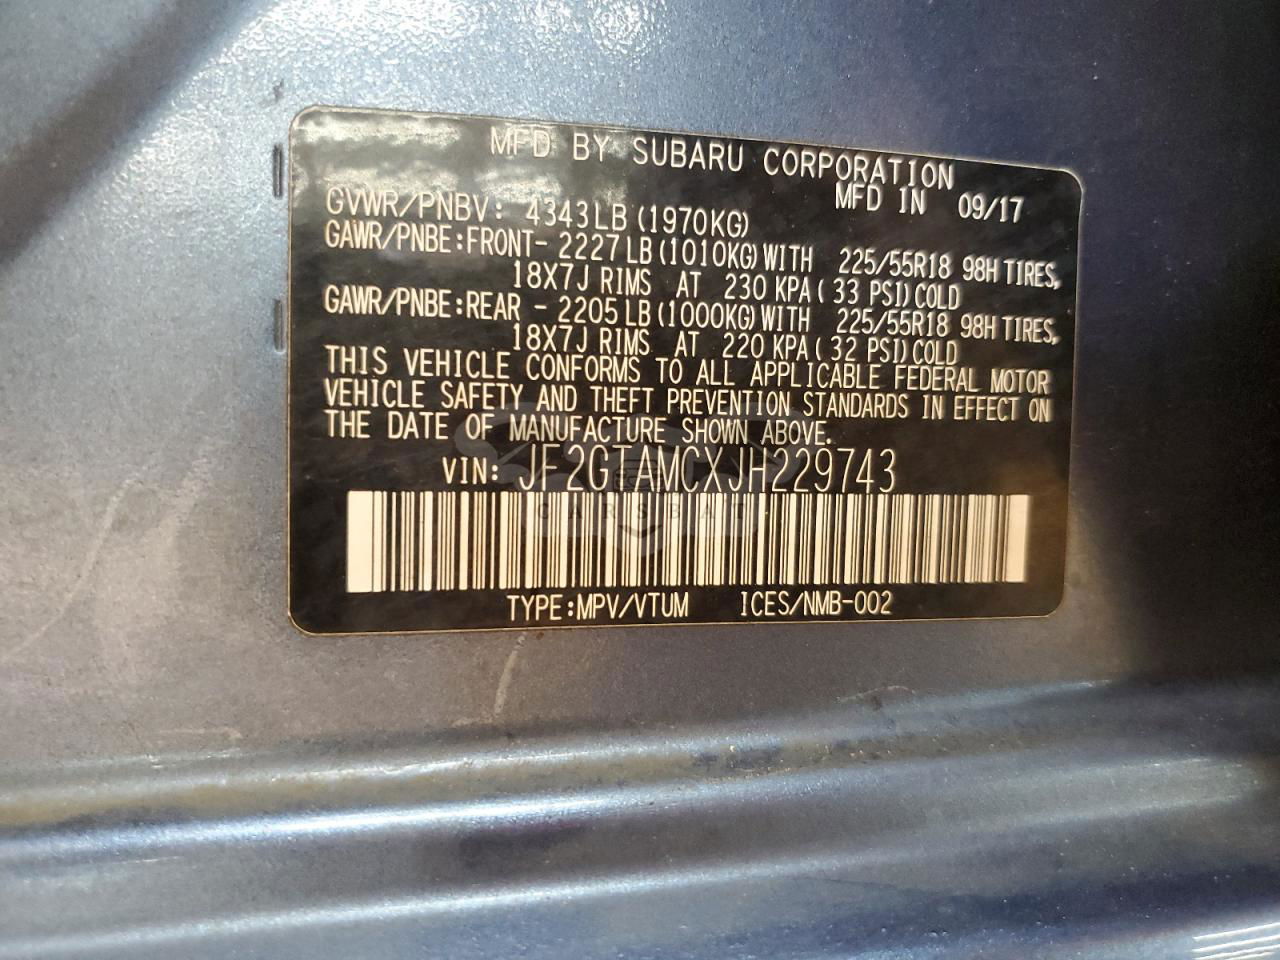 MFD BY SUBARU CORPORATION
MFD IN 09/17
GVWR/PNBV: 4343LB (1970KG)
GAWR/PNBE:FRONT- 2227LB(1010KG)WITH 225/55R18 98H TIRES,
18X7J RIMS AT 230 KPA( 33 PSI)COLD
GAWR/PNBE:REAR - 2205LB(1000KG)WITH 225/55R18 98H TIRES,
18X7J RIMS AT 220 KPA( 32 PSI)COLD
THIS VEHICLE CONFORMS TO ALL APPLICABLE FEDERAL MOTOR
VEHICLE SAFETY AND THEFT PREVENTION STANDARDS IN EFFECT ON
THE DATE OF MANUFACTURE SHOWN ABOVE.
VIN: JF2GTAMCXJH229743
CARSBAT
TYPE:MPV/VTUM ICES/NMB-002